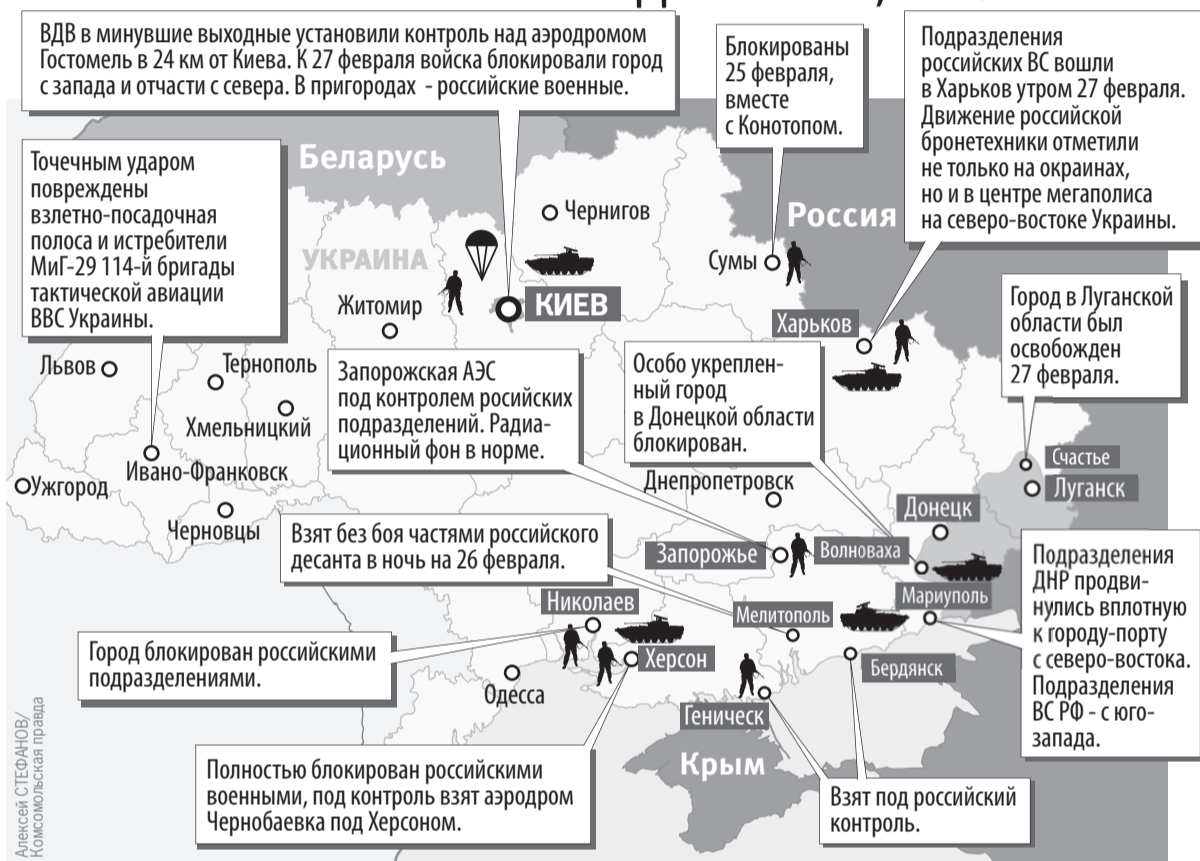 ВДВ в минувшие выходные установили контроль над аэродромом
Гостомель в 24 км от Киева. К 27 февраля войска блокировали город
с запада и отчасти с севера. В пригородах - российские военные.
Блокированы
25 февраля,
вместе
с Конотопом.
Подразделения
российских ВС вошли
в Харьков утром 27 февраля.
Движение российской
бронетехники отметили
не только на окраинах,
но и в центре мегаполиса
на северо-востоке Украины.
Точечным ударом
повреждены
взлетно-посадочная
полоса и истребители
МиГ-29 114-й бригады
тактической авиации
ВВС Украины.
Беларусь
Россия
УКРАИНА
Чернигов
Сумы
Житомир
КИЕВ
Харьков
Город в Луганской
области был
освобожден
27 февраля.
Львов
Тернополь
Хмельницкий
Ивано-Франковск
Ужгород
Черновцы
Запорожская АЭС
под контролем росийских
подразделений. Радиа-
ционный фон в норме.
Особо укреплен-
ный город
в Донецкой области
блокирован.
Счастье
Луганск
Днепропетровск
Донецк
Взят без боя частями российского
десанта в ночь на 26 февраля.
Запорожье
Волноваха
Подразделения
ДНР продви-
нулись вплотную
к городу-порту
с северо-востока.
Подразделения
ВС РФ - с юго-
запада.
Николаев
Мелитополь
Мариуполь
Город блокирован российскими
подразделениями.
Херсон
Бердянск
Одесса
Геническ
Крым
Полностью блокирован российскими
военными, под контроль взят аэродром
Чернобаевка под Херсоном.
Взят под российский
контроль.
Алексей СТЕФАНОВ/
Комсомольская правда